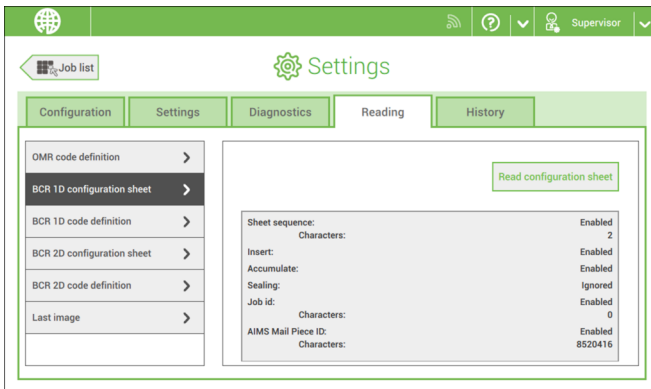 Supervisor
Job list
Settings
Configuration
Settings
Diagnostics
Reading
History
OMR code definition
BCR 1D configuration sheet
BCR 1D code definition
BCR 2D configuration sheet
BCR 2D code definition
Last image
Read configuration sheet
Sheet sequence: Enabled
Characters: 2
Insert: Enabled
Accumulate: Enabled
Sealing: Ignored
Job id: Enabled
Characters: 0
AIMS Mail Piece ID: Enabled
Characters: 8520416